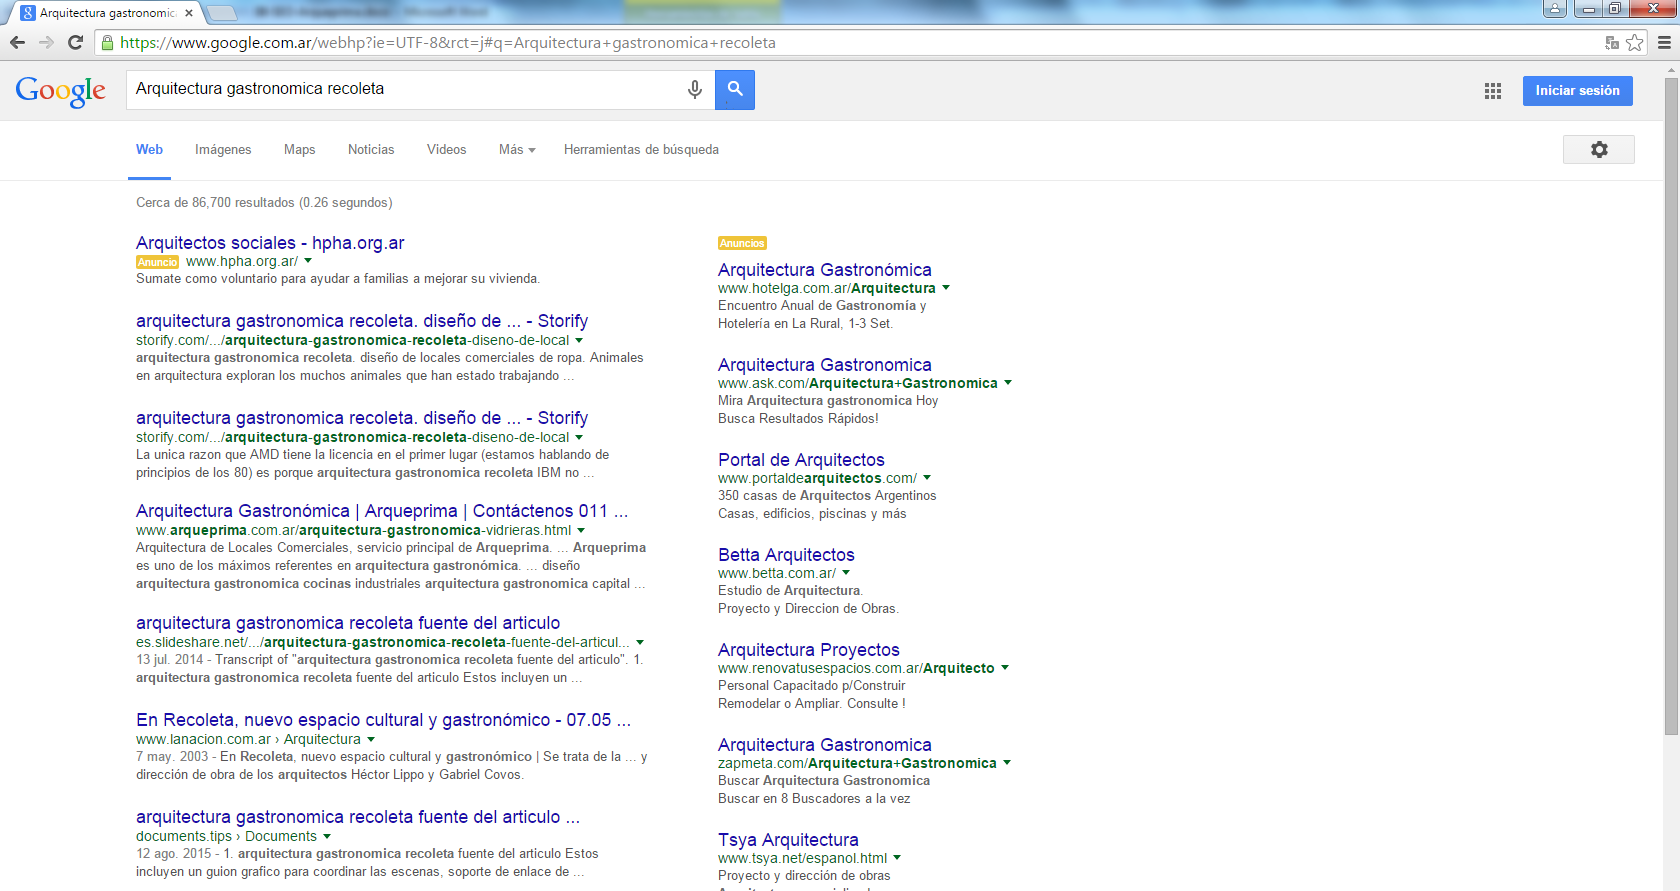 Arquitectura gastronomic
https://www.google.com.ar/webhp?ie=UTF-8&rct=j#q=Arquitectura+gastronomica+recoleta
Google
Arquitectura gastronomica recoleta
Iniciar sesión
Web Imágenes Maps Noticias Videos Más Herramientas de búsqueda
Cerca de 86,700 resultados (0.26 segundos)
Arquitectos sociales - hpha.org.ar
Anuncio www.hpha.org.ar/
Sumate como voluntario para ayudar a familias a mejorar su vivienda.
arquitectura gastronomica recoleta. diseño de ... - Storify
storify.com/.../arquitectura-gastronomica-recoleta-diseno-de-local
arquitectura gastronomica recoleta. diseño de locales comerciales de ropa. Animales
en arquitectura exploran los muchos animales que han estado trabajando ...
arquitectura gastronomica recoleta. diseño de ... - Storify
storify.com/.../arquitectura-gastronomica-recoleta-diseno-de-local
La unica razon que AMD tiene la licencia en el primer lugar (estamos hablando de
principios de los 80) es porque arquitectura gastronomica recoleta IBM no ...
Arquitectura Gastronómica | Arqueprima | Contáctenos 011 ...
www.arqueprima.com.ar/arquitectura-gastronomica-vidrieras.html
Arquitectura de Locales Comerciales, servicio principal de Arqueprima. ... Arqueprima
es uno de los máximos referentes en arquitectura gastronómica. ... diseño
arquitectura gastronomica cocinas industriales arquitectura gastronomica capital ...
arquitectura gastronomica recoleta fuente del articulo
es.slideshare.net/.../arquitectura-gastronomica-recoleta-fuente-del-articul...
13 jul. 2014 - Transcript of "arquitectura gastronomica recoleta fuente del articulo". 1.
arquitectura gastronomica recoleta fuente del articulo Estos incluyen un ...
En Recoleta, nuevo espacio cultural y gastronómico - 07.05 ...
www.lanacion.com.ar › Arquitectura
7 may. 2003 - En Recoleta, nuevo espacio cultural y gastronómico | Se trata de la ... y
dirección de obra de los arquitectos Héctor Lippo y Gabriel Covos.
arquitectura gastronomica recoleta fuente del articulo ...
documents.tips › Documents
12 ago. 2015 - 1. arquitectura gastronomica recoleta fuente del articulo Estos
incluyen un guion grafico para coordinar las escenas, soporte de enlace de ...
Anuncios
Arquitectura Gastronómica
www.hotelga.com.ar/Arquitectura
Encuentro Anual de Gastronomía y
Hotelería en La Rural, 1-3 Set.
Arquitectura Gastronomica
www.ask.com/Arquitectura+Gastronomica
Mira Arquitectura gastronomica Hoy
Busca Resultados Rápidos!
Portal de Arquitectos
www.portaldearquitectos.com/
350 casas de Arquitectos Argentinos
Casas, edificios, piscinas y más
Betta Arquitectos
www.betta.com.ar/
Estudio de Arquitectura.
Proyecto y Direccion de Obras.
Arquitectura Proyectos
www.renovatusespacios.com.ar/Arquitecto
Personal Capacitado p/Construir
Remodelar o Ampliar. Consulte !
Arquitectura Gastronomica
zapmeta.com/Arquitectura+Gastronomica
Buscar Arquitectura Gastronomica
Buscar en 8 Buscadores a la vez
Tsya Arquitectura
www.tsya.net/espanol.html
Proyecto y dirección de obras